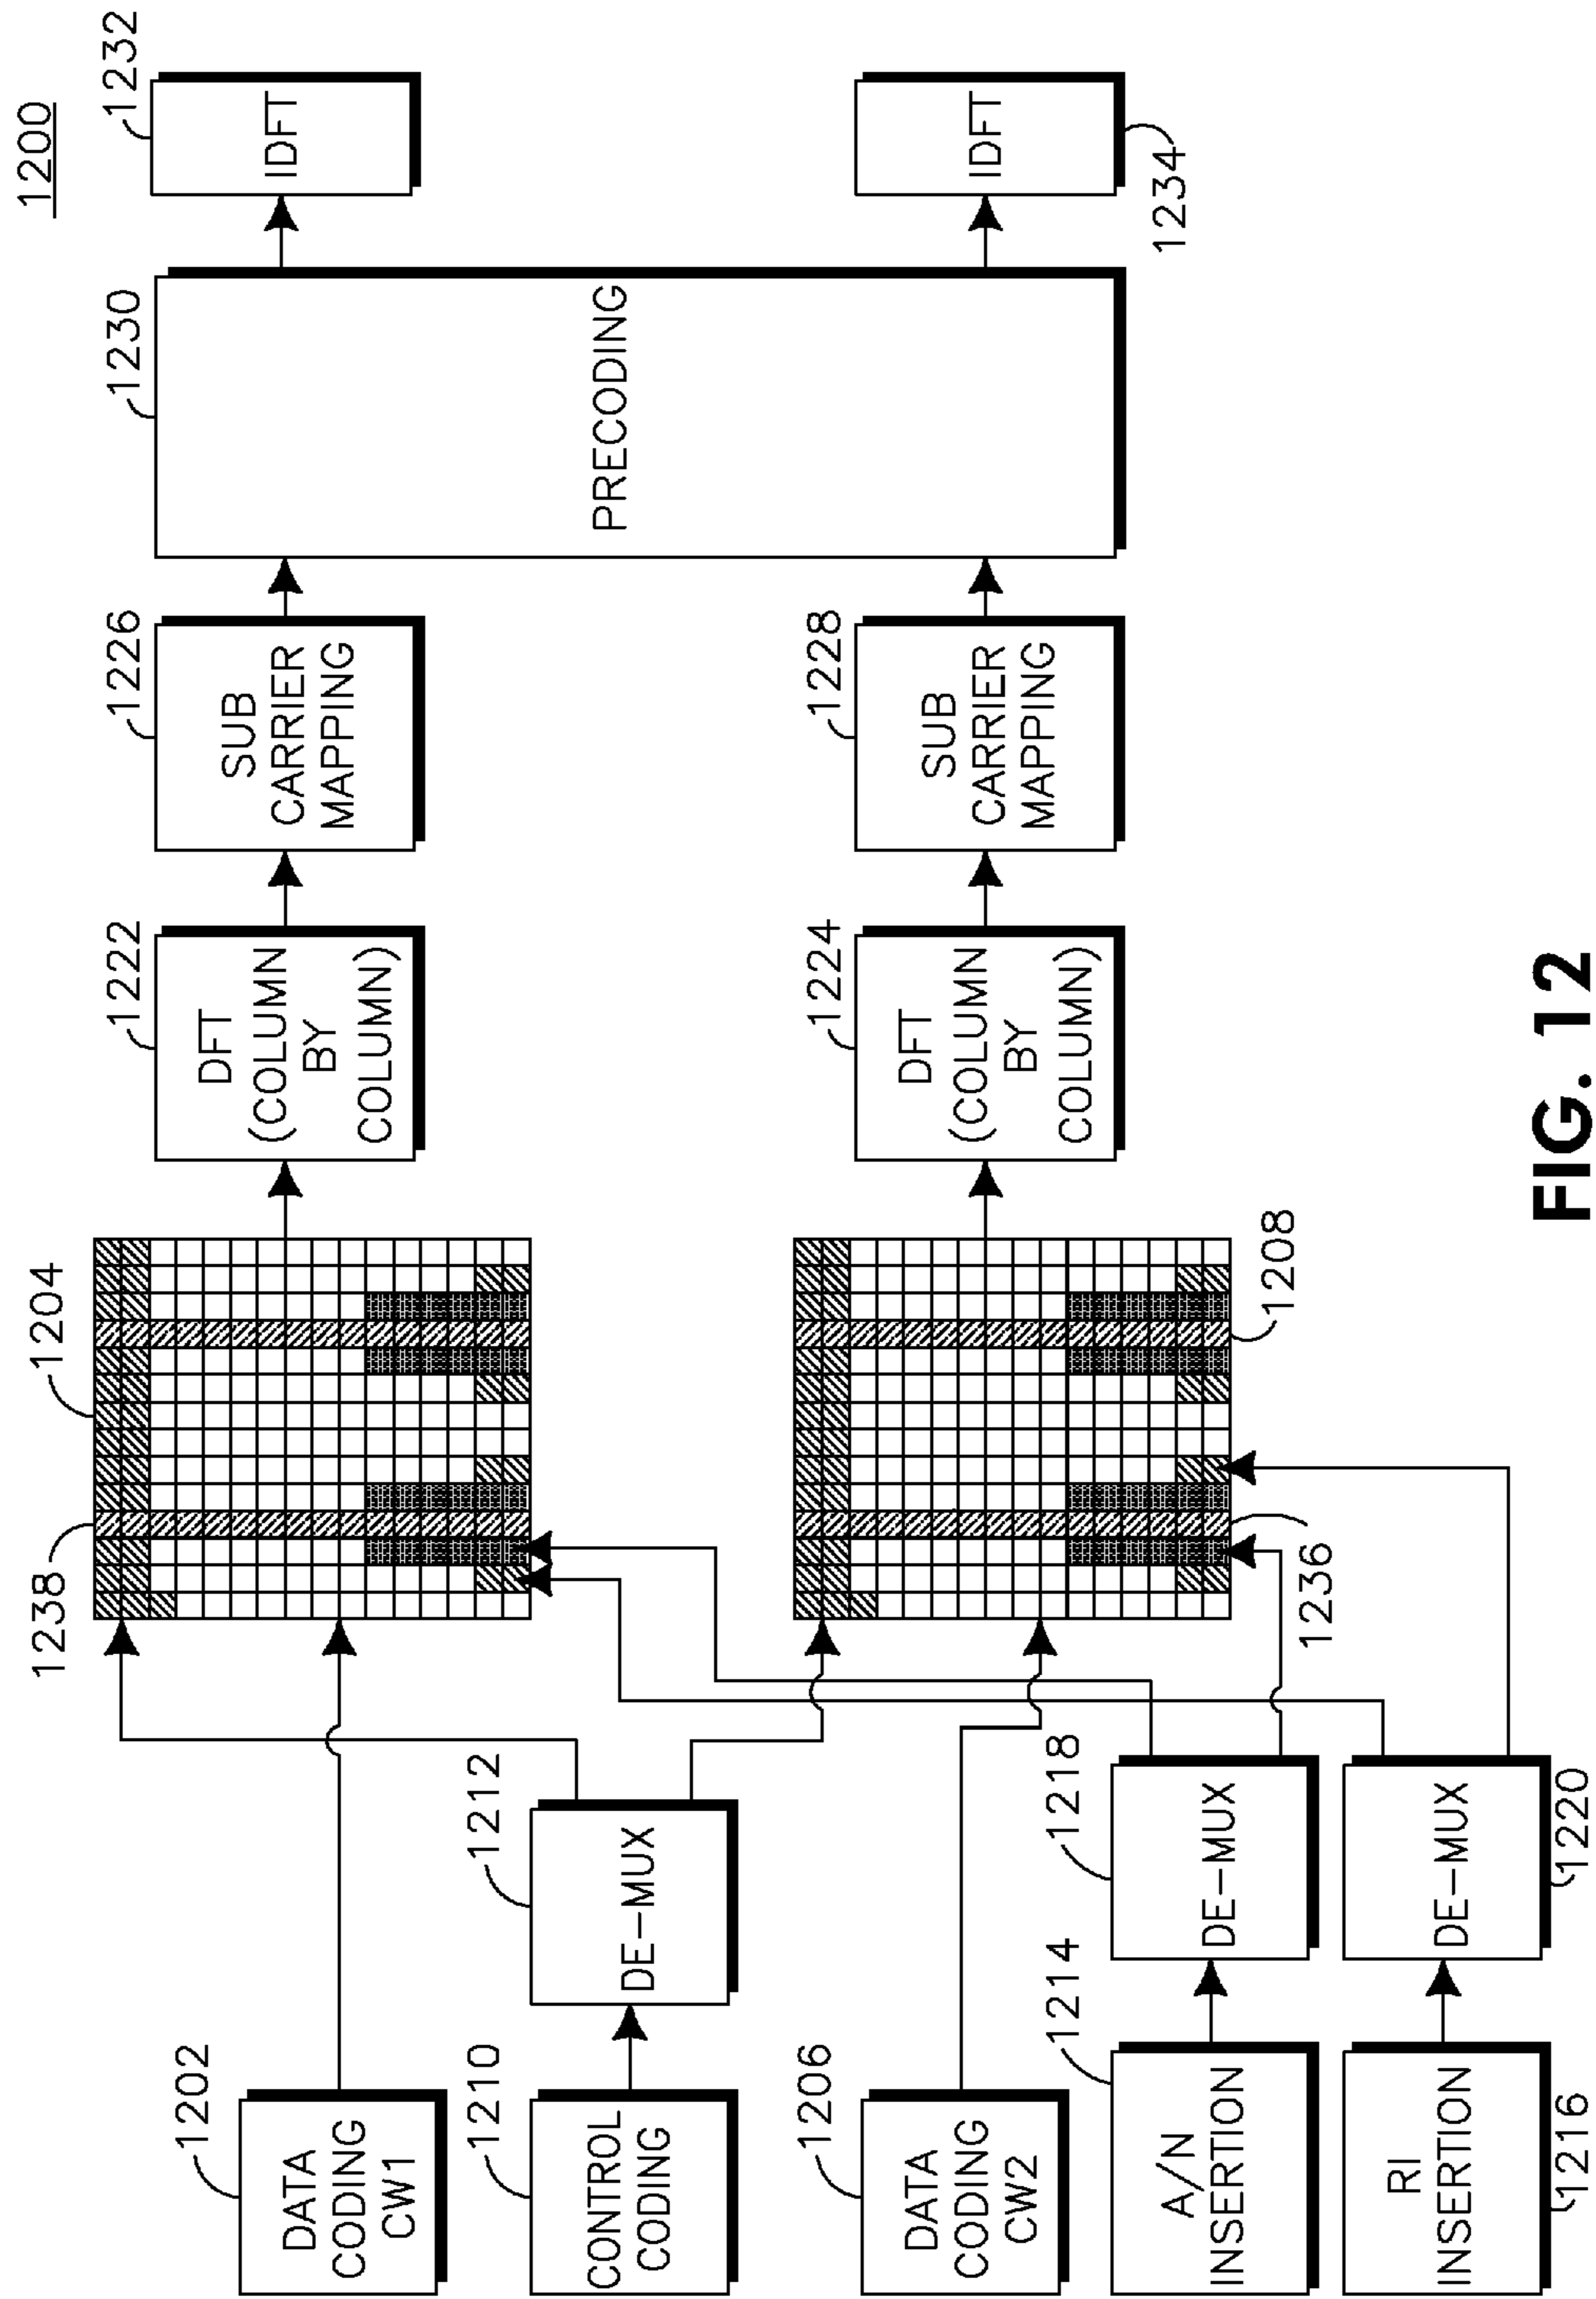 1200
1202
DATA
CODING
CW1
1210
CONTROL
CODING
1212
DE-MUX
1206
DATA
CODING
CW2
1214
A/N
INSERTION
1218
DE-MUX
RI
INSERTION
1216
DE-MUX
1220
1238
1204
1236
1208
1222
DFT
(COLUMN
BY
COLUMN)
1224
DFT
(COLUMN
BY
COLUMN)
1226
SUB
CARRIER
MAPPING
1228
SUB
CARRIER
MAPPING
1230
PRECODING
1232
IDFT
IDFT
1234
FIG. 12